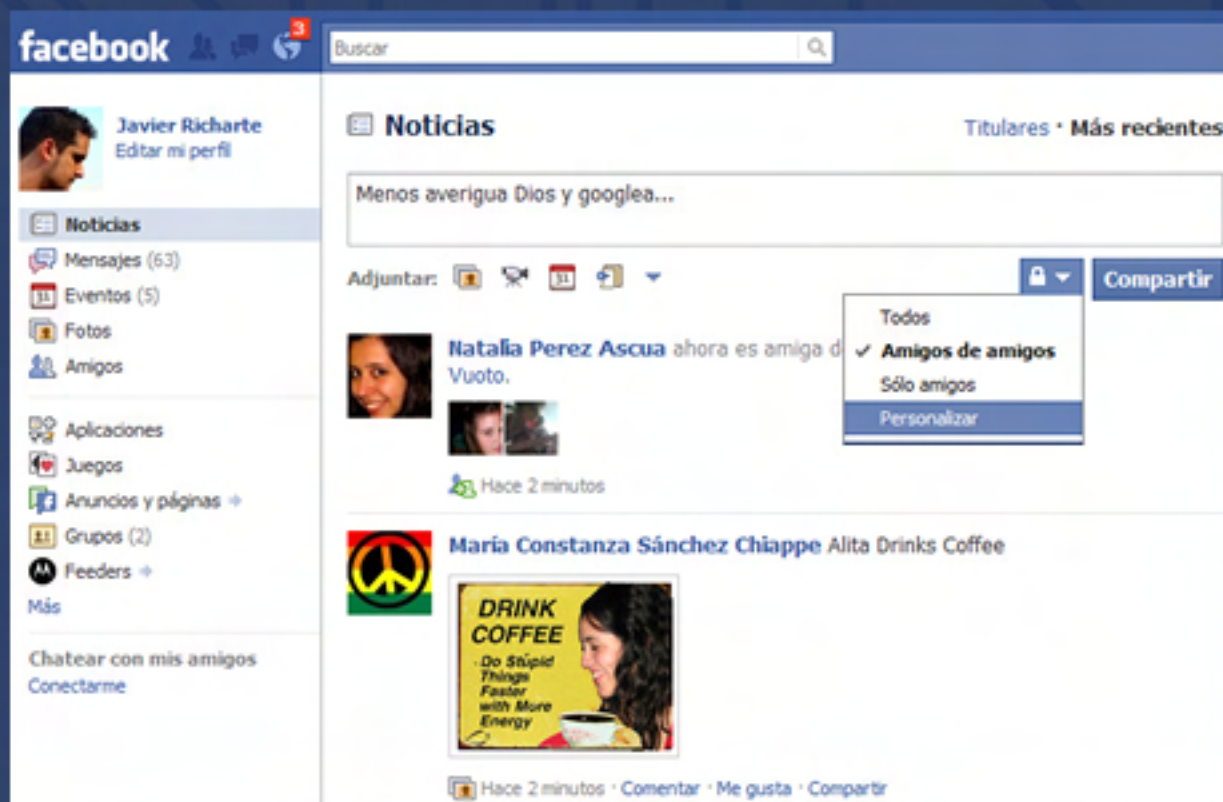 facebook
3
Buscar
Javier Richarte
Editar mi perfil
Noticias
Mensajes (63)
31
Eventos (5)
Fotos
Amigos
Aplicaciones
Juegos
Anuncios y páginas
Grupos (2)
Feeders
Más
Chatear con mis amigos
Conectarme
Noticias
Titulares · Más recientes
Menos averigua Dios y googlea...
Adjuntar:
31
Compartir
Todos
Amigos de amigos
Sólo amigos
Personalizar
Natalia Perez Ascua ahora es amiga d
Vuoto.
Hace 2 minutos
María Constanza Sánchez Chiappe Alita Drinks Coffee
DRINK
COFFEE
Do Stupid
Things
Faster
with More
Energy
Hace 2 minutos · Comentar · Me gusta · Compartir